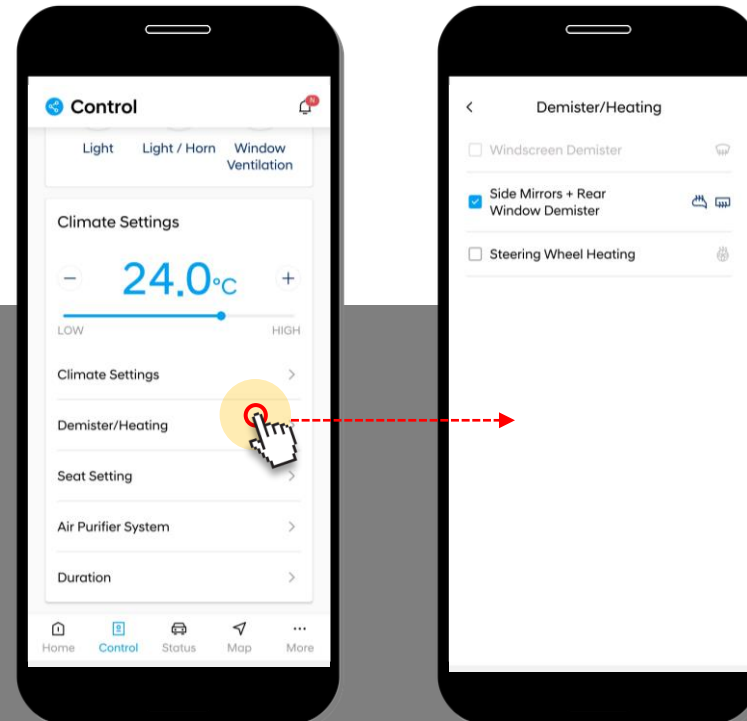 Control
N
Light
Light / Horn
Window
Ventilation
Climate Settings
24.0°C
LOW
HIGH
Climate Settings
Demister/Heating
Seat Setting
Air Purifier System
Duration
Home
Control
Status
Map
More
Demister/Heating
Windscreen Demister
Side Mirrors + Rear
Window Demister
Steering Wheel Heating